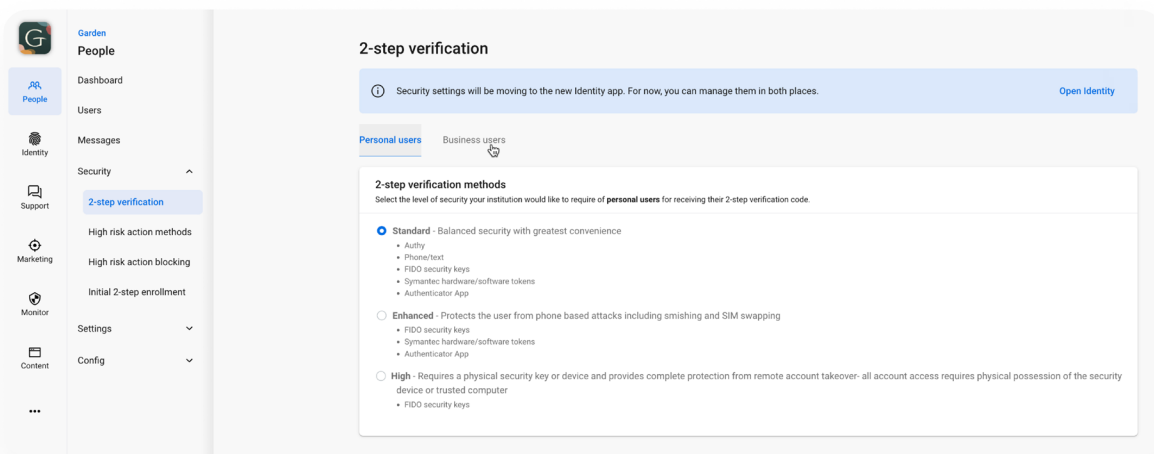 G
Garden
People
People
Identity
Support
Marketing
Monitor
Content
Dashboard
Users
Messages
Security
2-step verification
High risk action methods
High risk action blocking
Initial 2-step enrollment
Settings
Config
2-step verification
Security settings will be moving to the new Identity app. For now, you can manage them in both places.
Open Identity
Personal users
Business users
2-step verification methods
Select the level of security your institution would like to require of personal users for receiving their 2-step verification code.
Standard - Balanced security with greatest convenience
• Authy
• Phone/text
• FIDO security keys
• Symantec hardware/software tokens
• Authenticator App
Enhanced - Protects the user from phone based attacks including smishing and SIM swapping
• FIDO security keys
• Symantec hardware/software tokens
• Authenticator App
High - Requires a physical security key or device and provides complete protection from remote account takeover- all account access requires physical possession of the security
device or trusted computer
• FIDO security keys